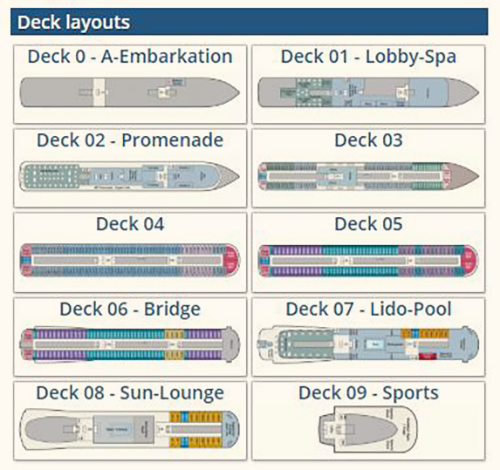 Deck layouts
Deck 0 - A-Embarkation
Deck 01 - Lobby-Spa
Deck 02 - Promenade
Deck 03
Deck 04
Deck 05
Deck 06 - Bridge
Deck 07 - Lido-Pool
Deck 08 - Sun-Lounge
Deck 09 - Sports